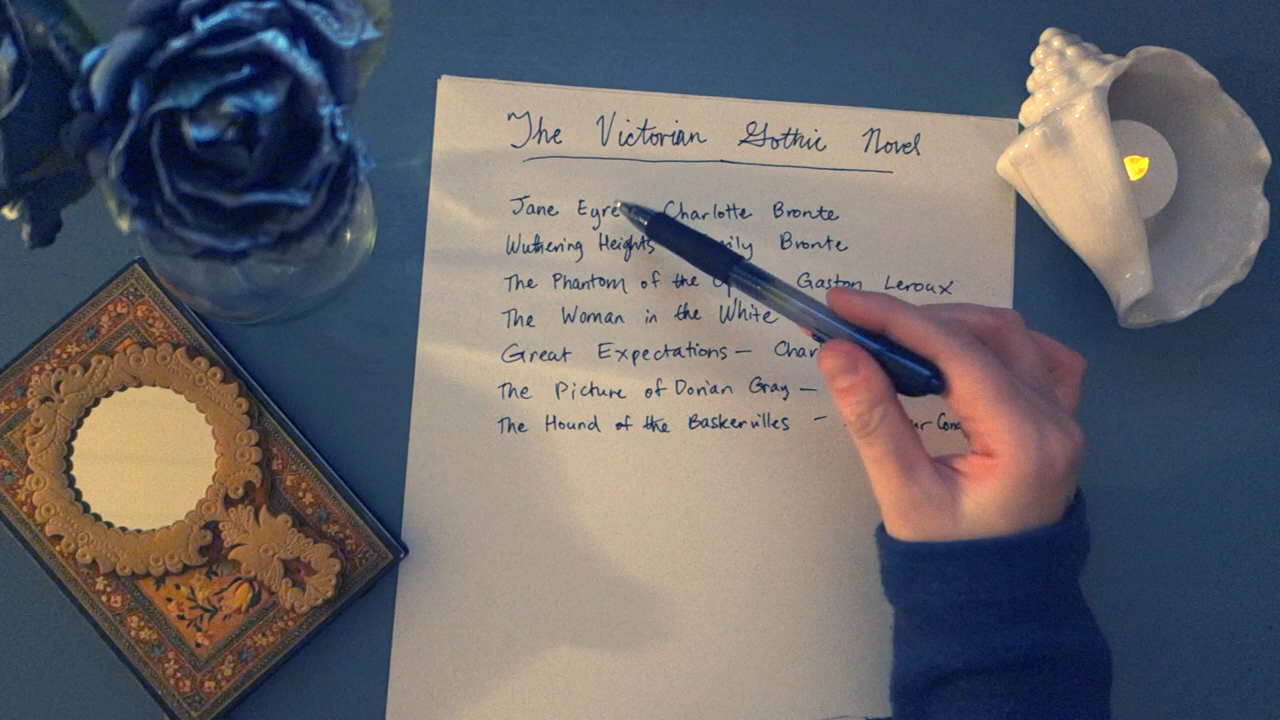 The Victorian Gothic Novel
Jane Eyre Charlotte Bronte
Wuthering Heights Bronte
The Phantom of the Gaston Leroux
The Woman in the White
Great Expectations —
The Picture of Dorian Gray —
The Hound of the Baskervilles –